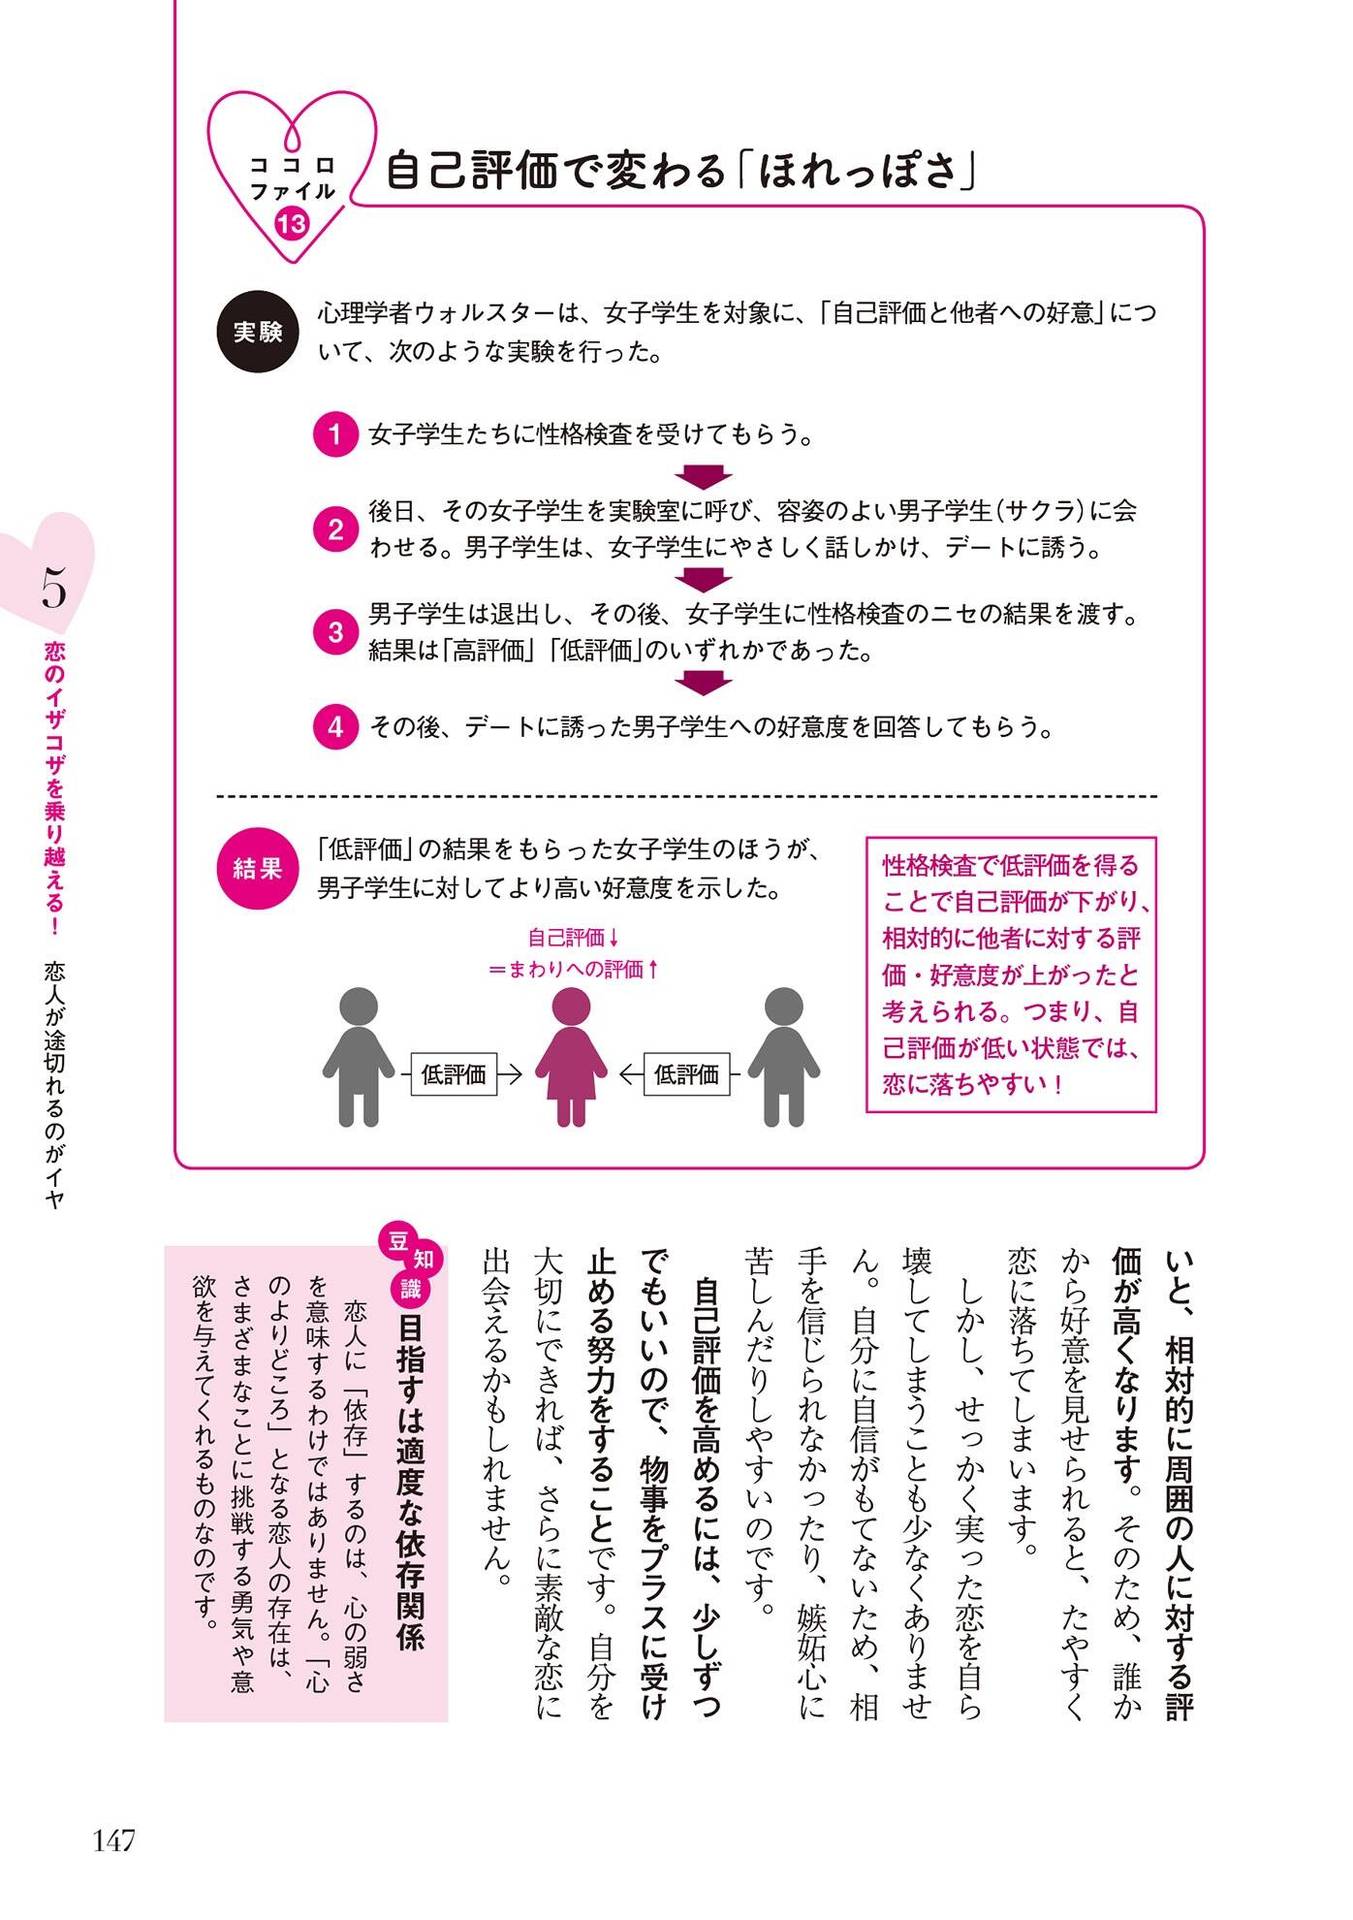 ココロ
ファイル
13
自己評価で変わる「ほれっぽさ」
実験
心理学者ウォルスターは、女子学生を対象に、「自己評価と他者への好意」につ
いて、次のような実験を行った。
1 女子学生たちに性格検査を受けてもらう。
2 後日、その女子学生を実験室に呼び、容姿のよい男子学生(サクラ)に会
わせる。男子学生は、女子学生にやさしく話しかけ、デートに誘う。
3 男子学生は退出し、その後、女子学生に性格検査のニセの結果を渡す。
結果は「高評価」「低評価」のいずれかであった。
4 その後、デートに誘った男子学生への好意度を回答してもらう。
結果
「低評価」の結果をもらった女子学生のほうが、
男子学生に対してより高い好意度を示した。
自己評価↓
＝まわりへの評価↑
低評価
低評価
性格検査で低評価を得る
ことで自己評価が下がり、
相対的に他者に対する評
価・好意度が上がったと
考えられる。つまり、自
己評価が低い状態では、
恋に落ちやすい！
5
恋のイザコザを乗り越える！ 恋人が途切れるのがイヤ
いと、相対的に周囲の人に対する評
価が高くなります。そのため、誰か
から好意を見せられると、たやすく
恋に落ちてしまいます。
しかし、せっかく実った恋を自ら
壊してしまうことも少なくありませ
ん。自分に自信がもてないため、相
手を信じられなかったり、嫉妬心に
苦しんだりしやすいのです。
自己評価を高めるには、少しずつ
でもいいので、物事をプラスに受け
止める努力をすることです。自分を
大切にできれば、さらに素敵な恋に
出会えるかもしれません。
豆知識
目指すは適度な依存関係
恋人に「依存」するのは、心の弱さ
を意味するわけではありません。「心
のよりどころ」となる恋人の存在は、
さまざまなことに挑戦する勇気や意
欲を与えてくれるものなのです。
147